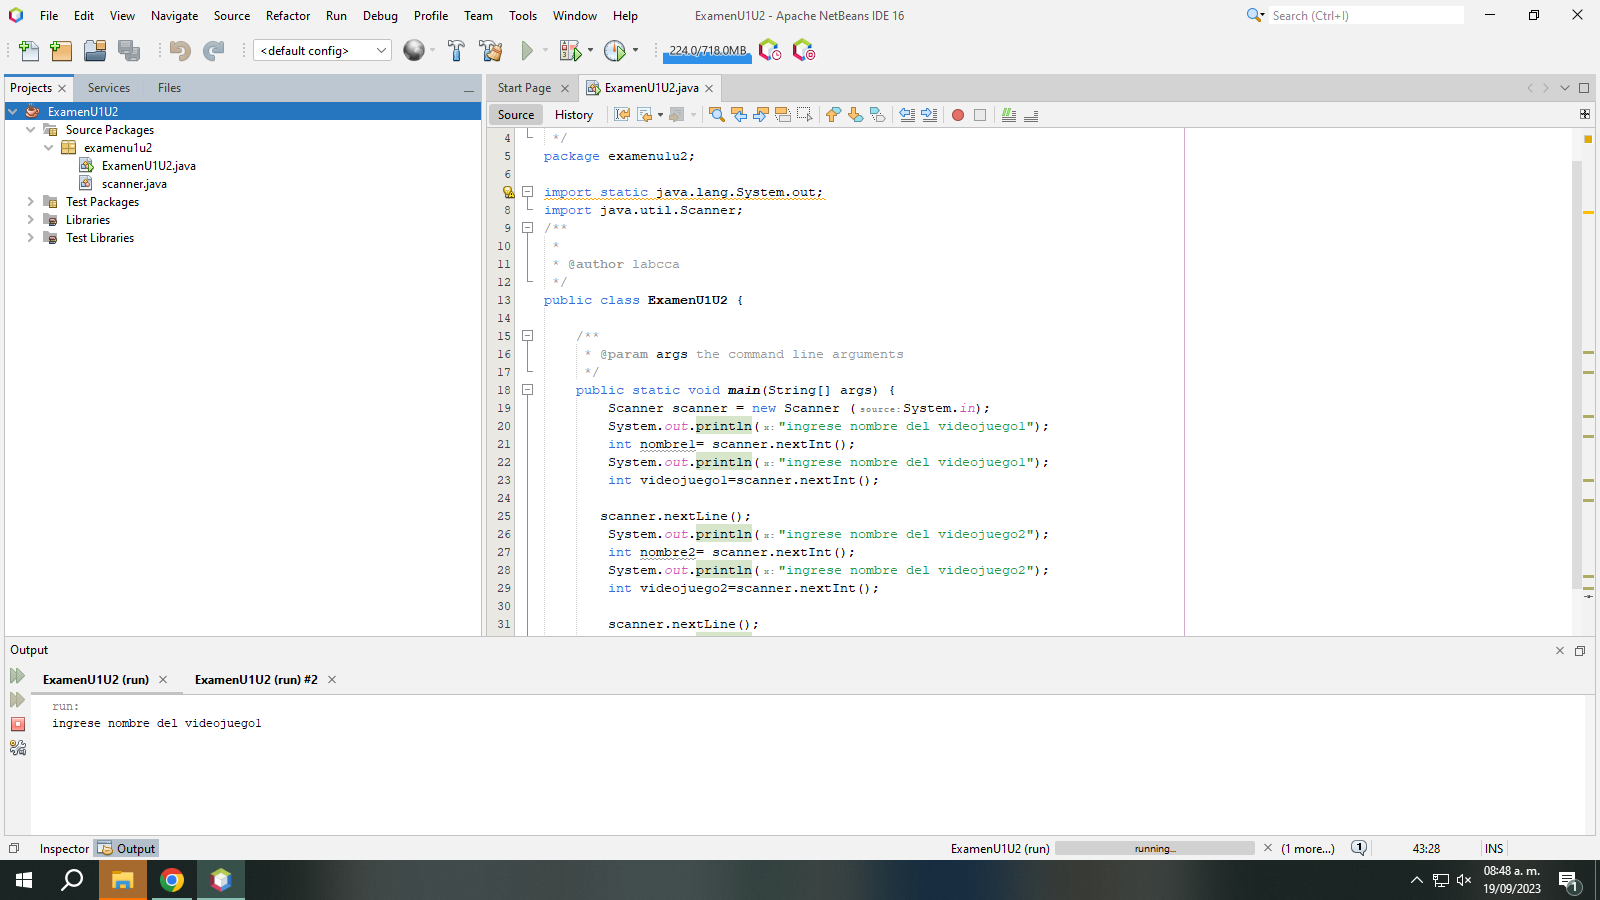 File Edit View Navigate Source Refactor Run Debug Profile Team Tools Window Help ExamenU1U2 - Apache NetBeans IDE 16 Search (Ctrl+I)
<default config> 224.0/718.0MB
Projects Services Files
Start Page ExamenU1U2.java
ExamenU1U2
Source Packages
examenu1u2
ExamenU1U2.java
scanner.java
Test Packages
Libraries
Test Libraries
Source History
4 */
5 package examenu1u2;
6
import static java.lang.System.out;
8 import java.util.Scanner;
9 /**
10 *
11 * @author labcca
12 */
13 public class ExamenU1U2 {
14
15 /**
16 * @param args the command line arguments
17 */
18 public static void main(String[] args) {
19 Scanner scanner = new Scanner (source:System.in);
20 System.out.println(x:"ingrese nombre del videojuego1");
21 int nombre1= scanner.nextInt();
22 System.out.println(x:"ingrese nombre del videojuego1");
23 int videojuego1=scanner.nextInt();
24
25 scanner.nextLine();
26 System.out.println(x:"ingrese nombre del videojuego2");
27 int nombre2= scanner.nextInt();
28 System.out.println(x:"ingrese nombre del videojuego2");
29 int videojuego2=scanner.nextInt();
30
31 scanner.nextLine();
Output
ExamenU1U2 (run) ExamenU1U2 (run) #2
run:
ingrese nombre del videojuego1
Inspector Output
ExamenU1U2 (run) running... (1 more...) 1 43:28 INS
08:48 a. m.
19/09/2023
1